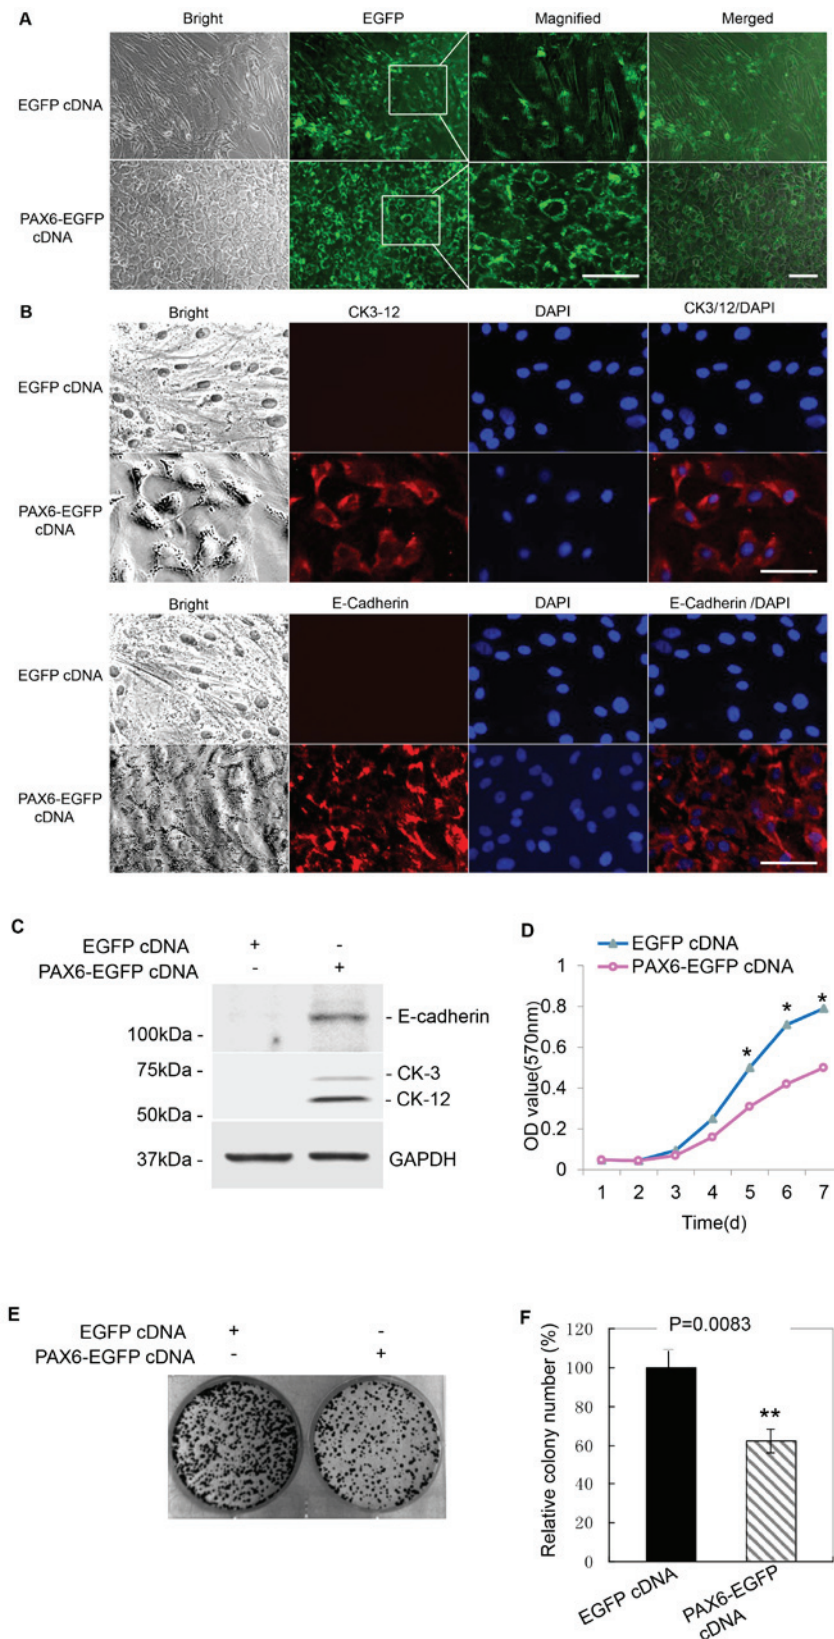 A
Bright EGFP Magnified Merged
EGFP cDNA
PAX6-EGFP
cDNA
B
Bright CK3-12 DAPI CK3/12/DAPI
EGFP cDNA
PAX6-EGFP
cDNA
Bright E-Cadherin DAPI E-Cadherin /DAPI
EGFP cDNA
PAX6-EGFP
cDNA
C
EGFP cDNA + -
PAX6-EGFP cDNA - +
- E-cadherin
100kDa -
75kDa -
- CK-3
- CK-12
50kDa -
37kDa -
GAPDH
D
EGFP cDNA
PAX6-EGFP cDNA
OD value(570nm)
1
0.8
0.6
0.4
0.2
0
* * *
1 2 3 4 5 6 7
Time(d)
E
EGFP cDNA + -
PAX6-EGFP cDNA - +
F
P=0.0083
Relative colony number (%)
120
100
80
60
40
20
0
**
EGFP cDNA
PAX6-EGFP
cDNA